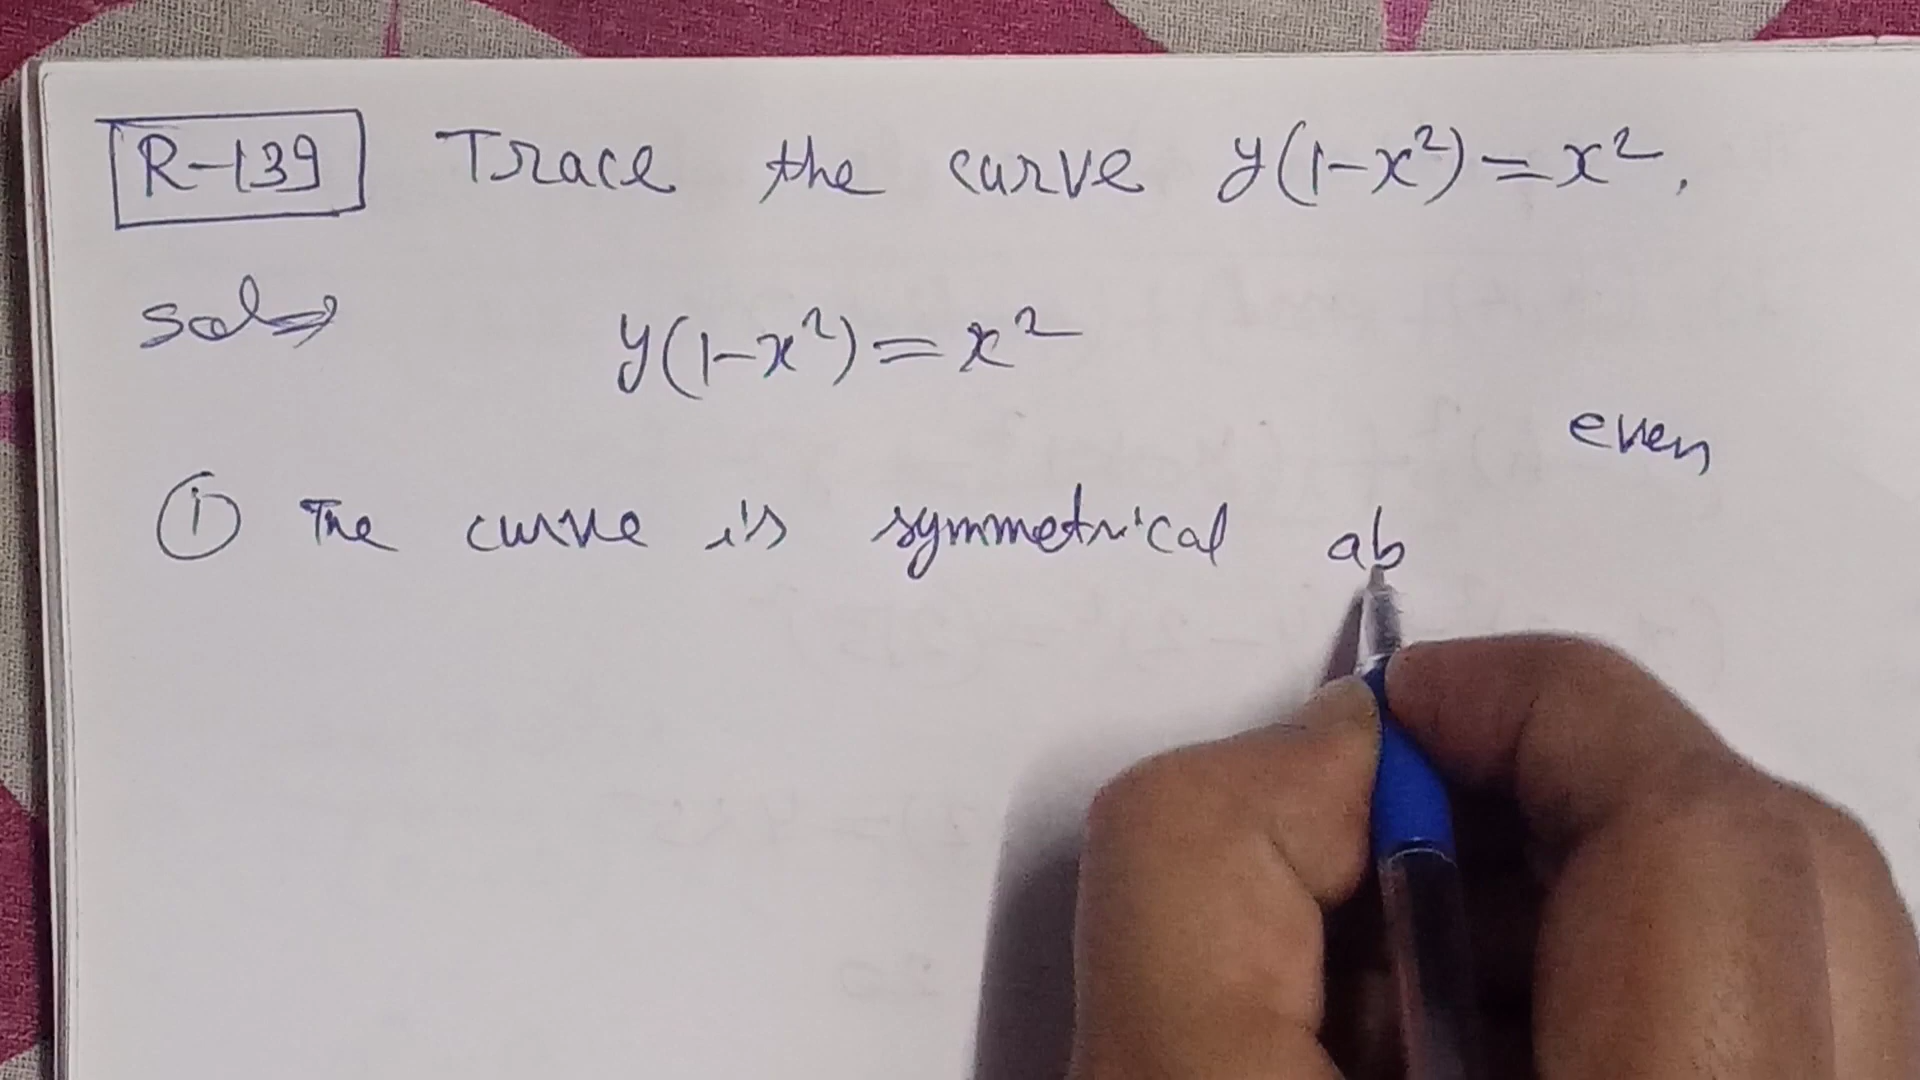 R-139 Trace the curve y(1-x²)=x².
Sol⇒ y(1-x²)=x²
even
① The curve is symmetrical ab